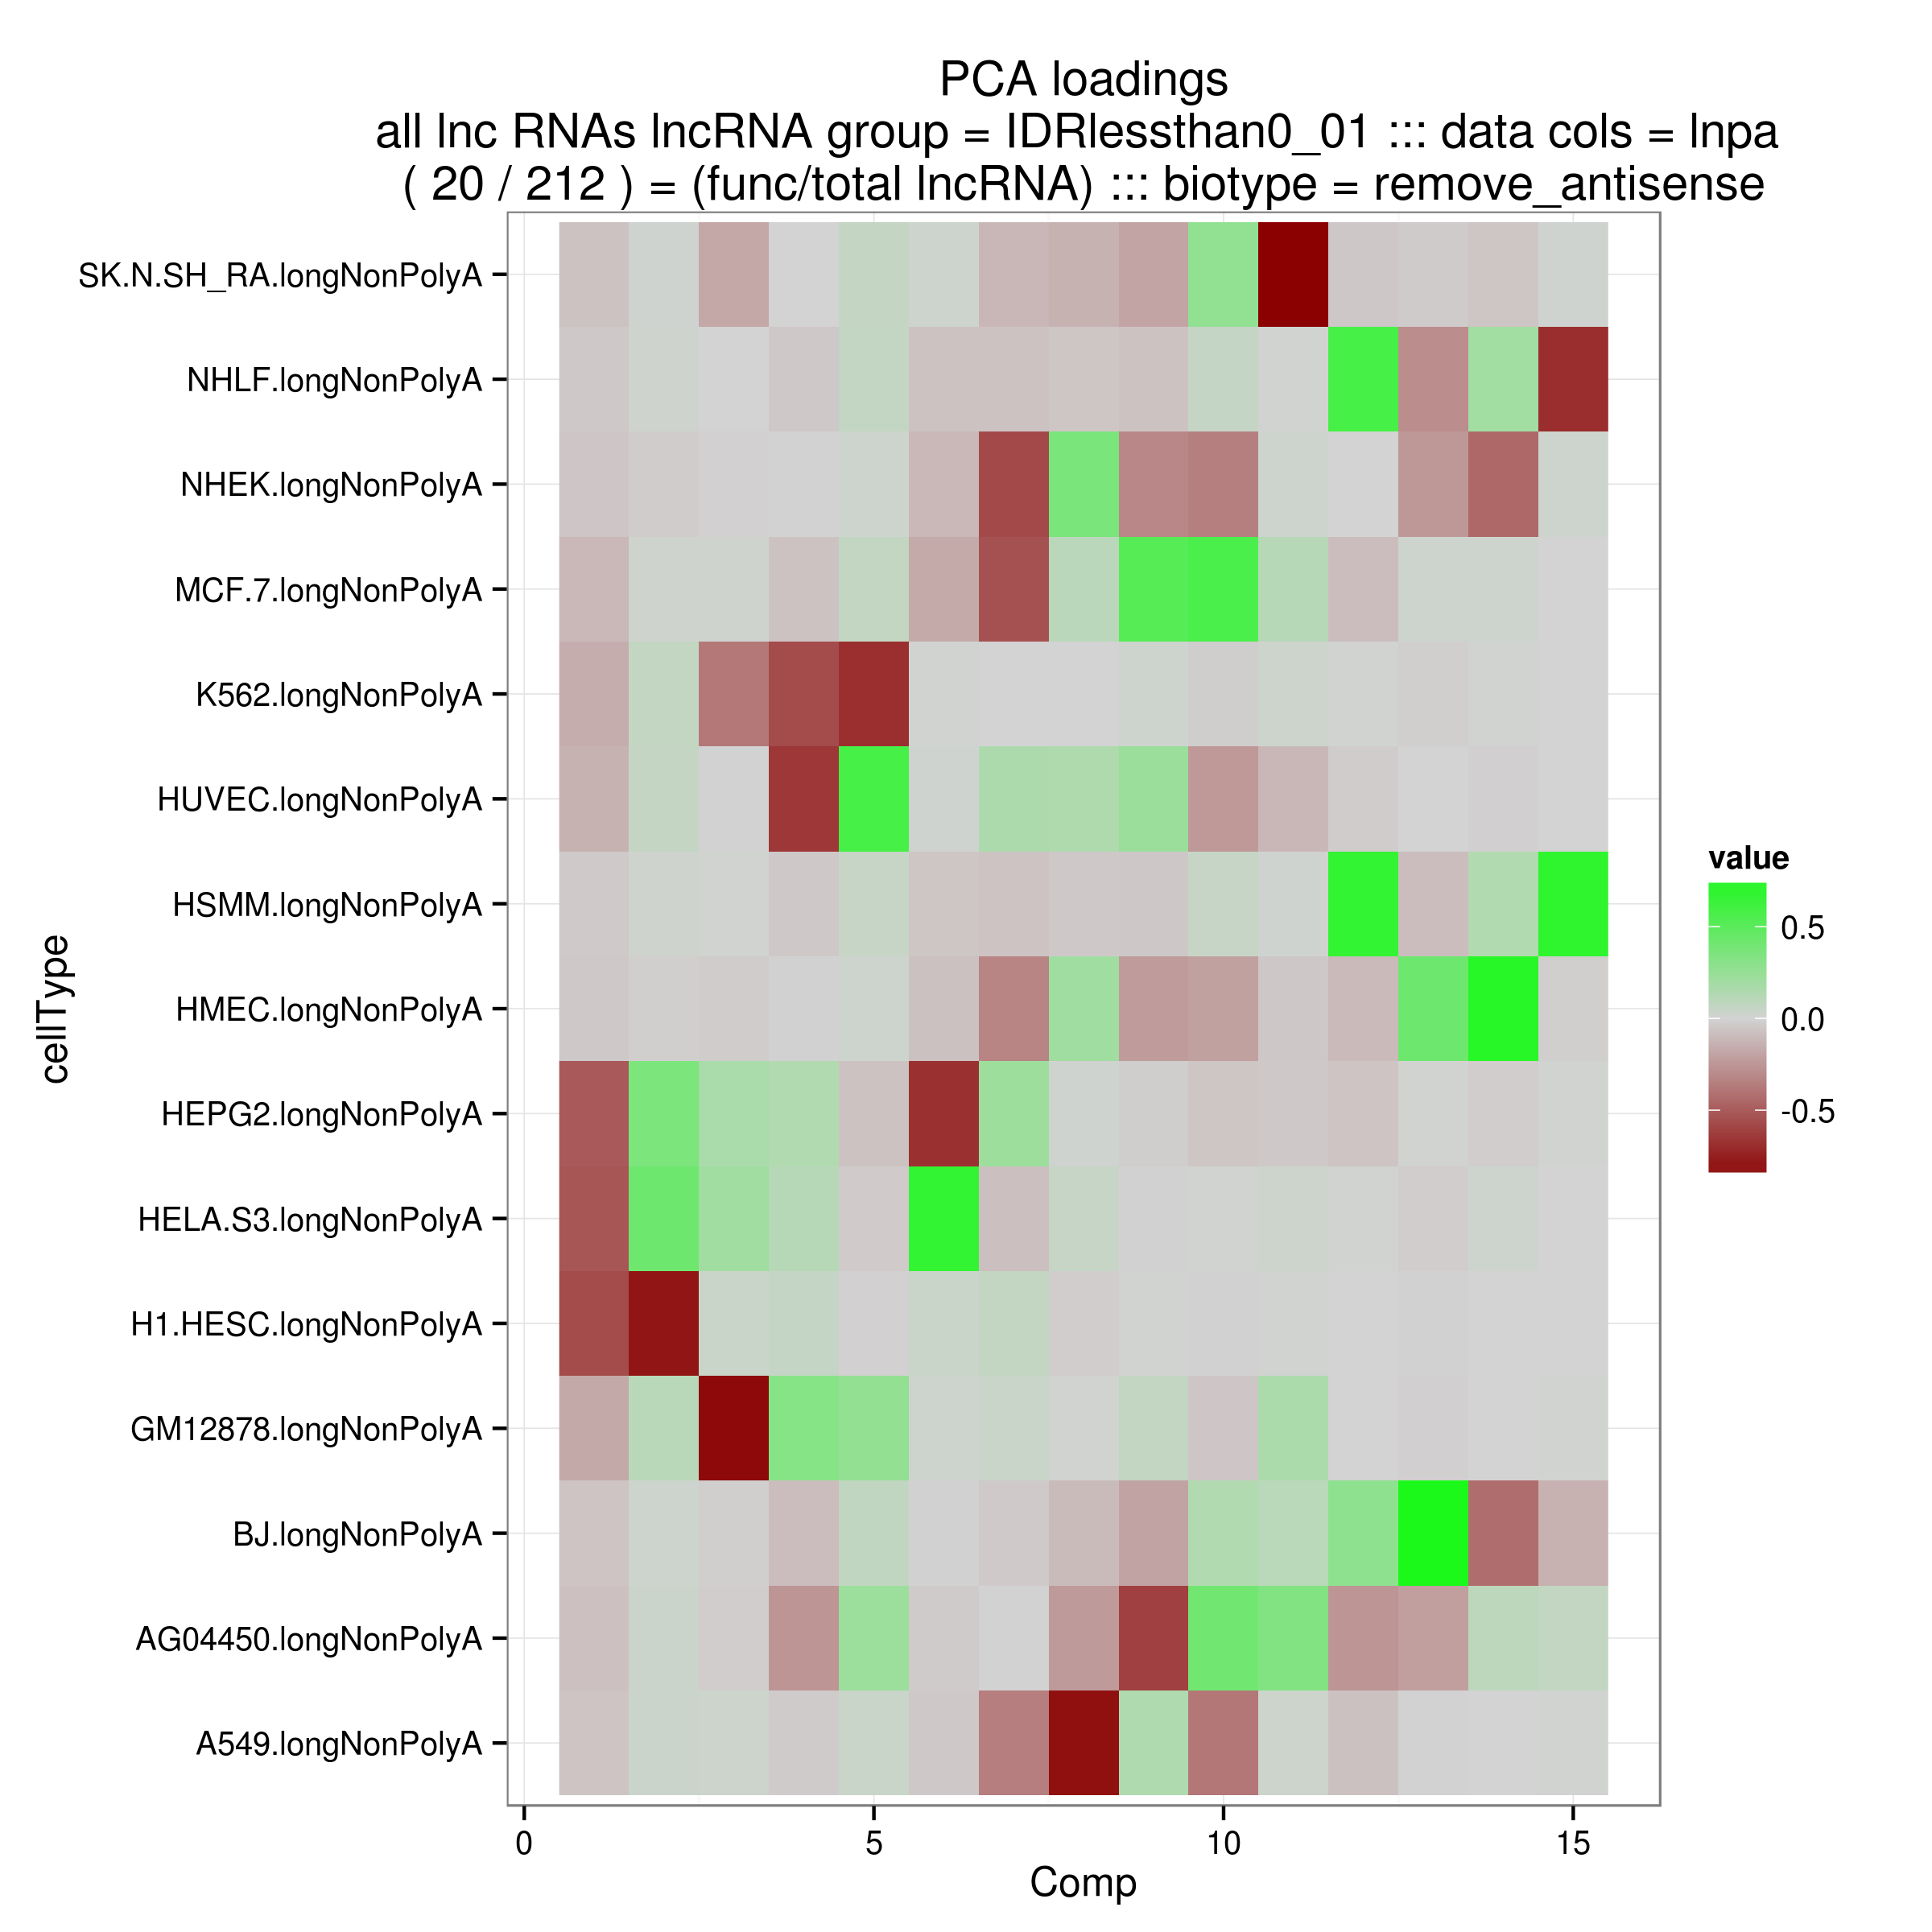 PCA loadings
all lnc RNAs lncRNA group = IDRlessthan0_01 ::: data cols = lnpa
( 20 / 212 ) = (func/total lncRNA) ::: biotype = remove_antisense
SK.N.SH_RA.longNonPolyA
NHLF.longNonPolyA
NHEK.longNonPolyA
MCF.7.longNonPolyA
K562.longNonPolyA
HUVEC.longNonPolyA
HSMM.longNonPolyA
HMEC.longNonPolyA
HEPG2.longNonPolyA
HELA.S3.longNonPolyA
H1.HESC.longNonPolyA
GM12878.longNonPolyA
BJ.longNonPolyA
AG04450.longNonPolyA
A549.longNonPolyA
cellType
0 5 10 15
Comp
value
0.5
0.0
-0.5